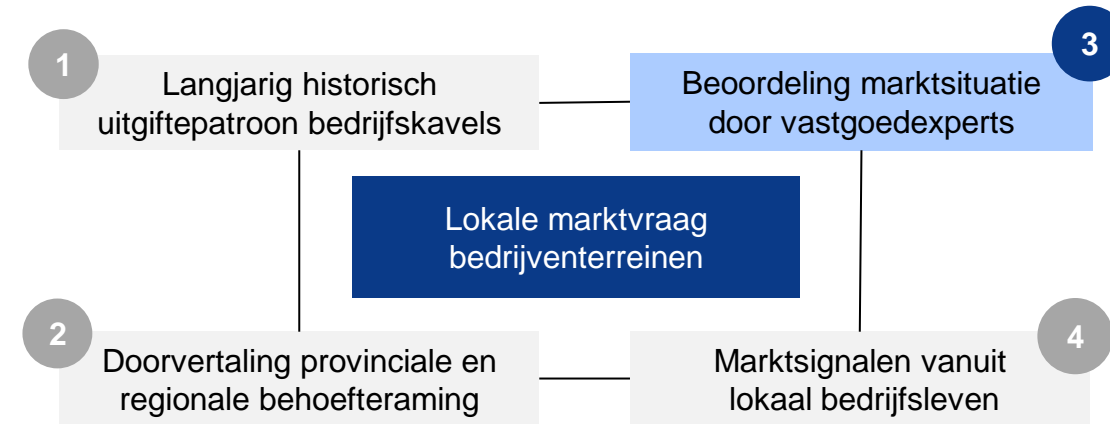 1
Langjarig historisch
uitgiftepatroon bedrijfskavels
3
Beoordeling marktsituatie
door vastgoedexperts
Lokale marktvraag
bedrijventerreinen
2
Doorvertaling provinciale en
regionale behoefteraming
4
Marktsignalen vanuit
lokaal bedrijfsleven